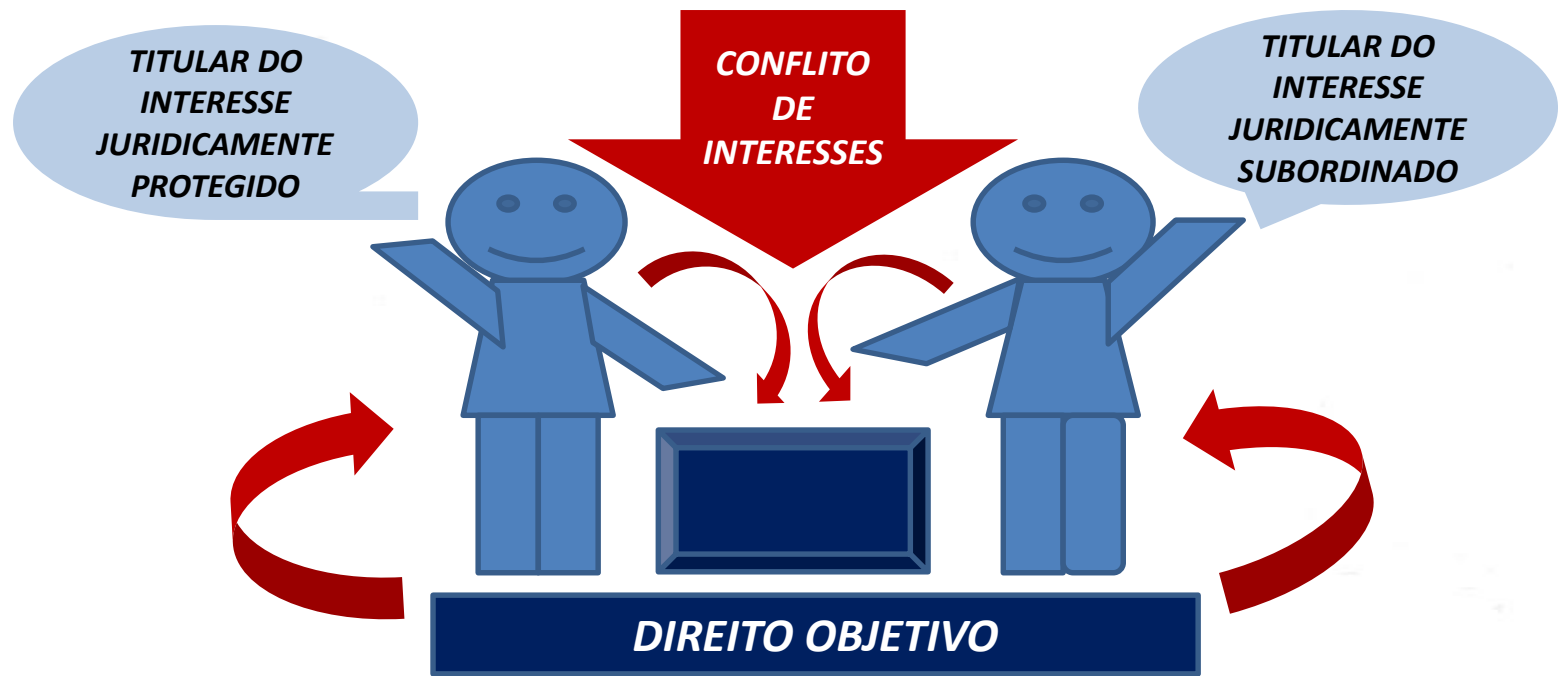 TITULAR DO
INTERESSE
JURIDICAMENTE
PROTEGIDO
CONFLITO
DE
INTERESSES
TITULAR DO
INTERESSE
JURIDICAMENTE
SUBORDINADO
DIREITO OBJETIVO